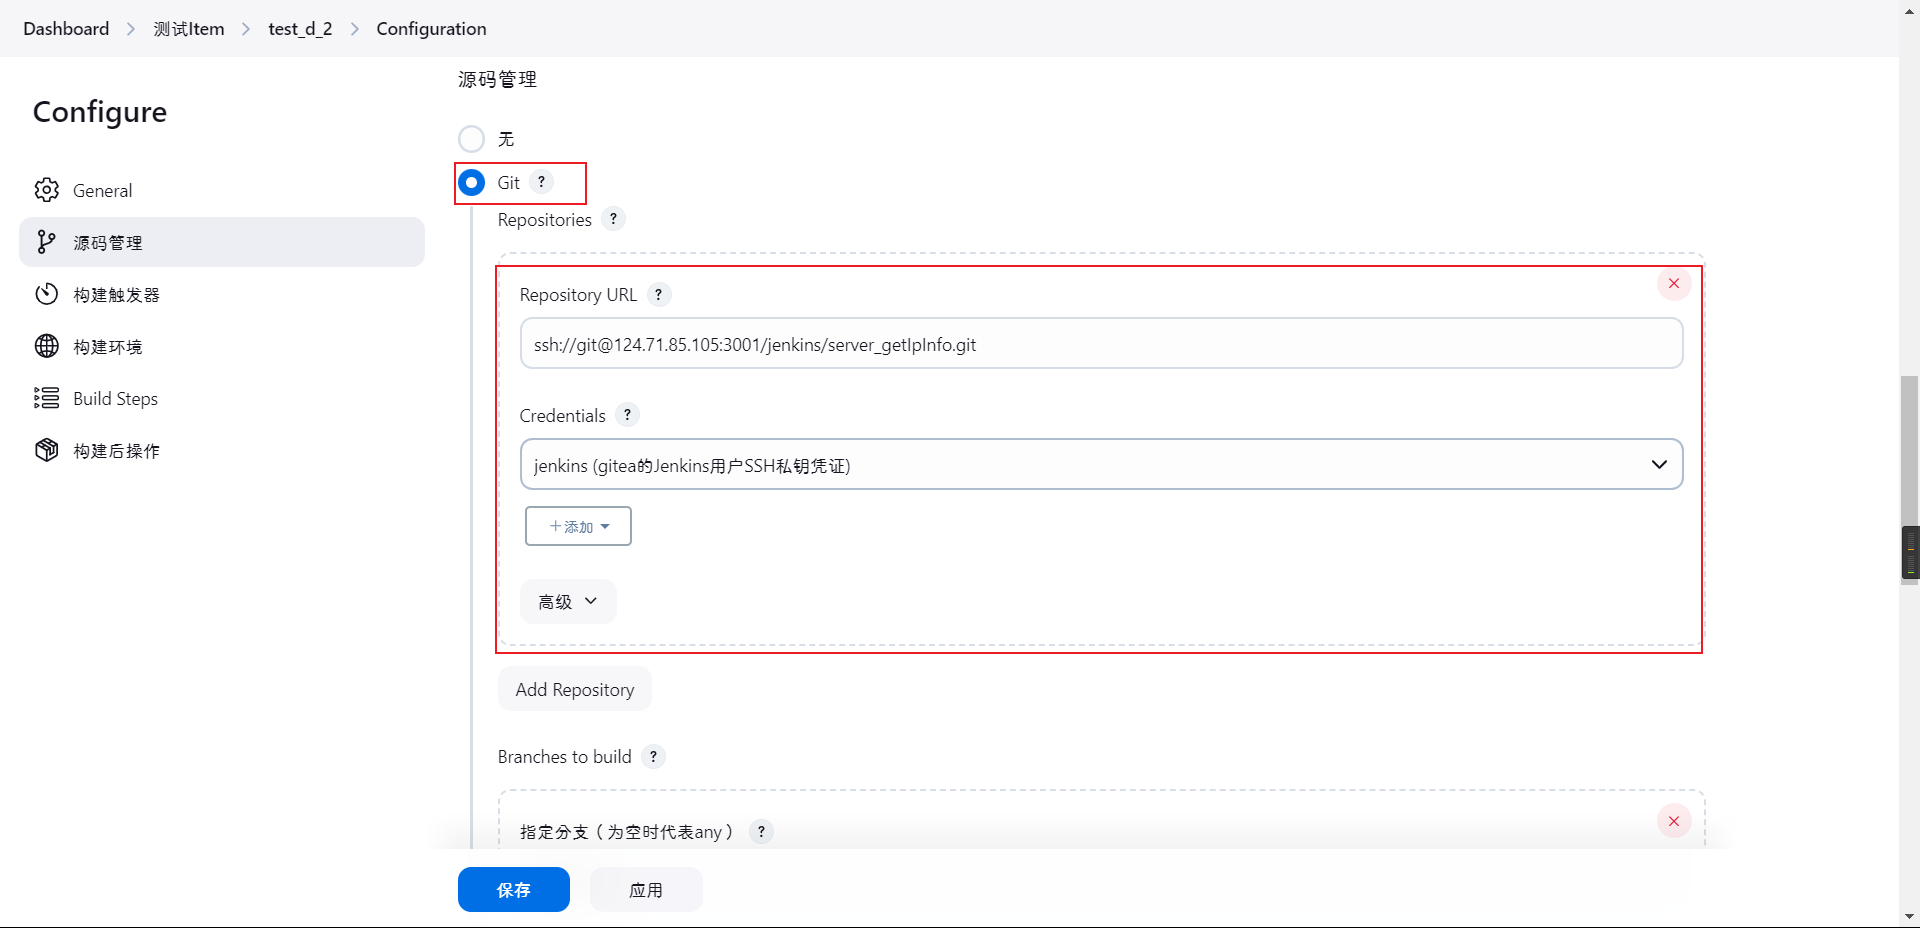 Dashboard
测试Item
test_d_2
Configuration
Configure
General
源码管理
构建触发器
构建环境
Build Steps
构建后操作
源码管理
无
Git ?
Repositories ?
Repository URL ?
ssh://git@124.71.85.105:3001/jenkins/server_getIpInfo.git
Credentials ?
jenkins (gitea的Jenkins用户SSH私钥凭证)
+添加
高级
Add Repository
Branches to build ?
指定分支（为空时代表any） ?
保存
应用